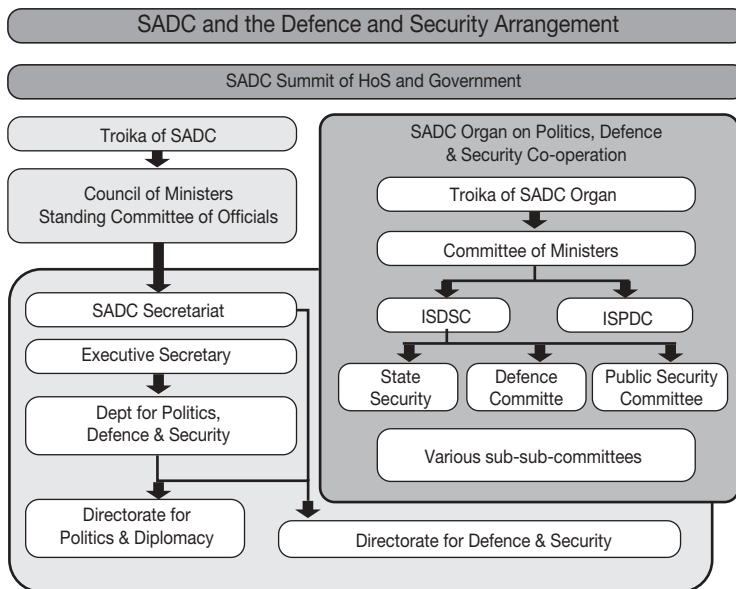 SADC and the Defence and Security Arrangement
SADC Summit of HoS and Government
Troika of SADC
Council of Ministers
Standing Committee of Officials
SADC Secretariat
Executive Secretary
Dept for Politics,
Defence & Security
Directorate for
Politics & Diplomacy
Directorate for Defence & Security
SADC Organ on Politics, Defence
& Security Co-operation
Troika of SADC Organ
Committee of Ministers
ISDSC
ISPDC
State
Security
Defence
Committe
Public Security
Committee
Various sub-sub-committees